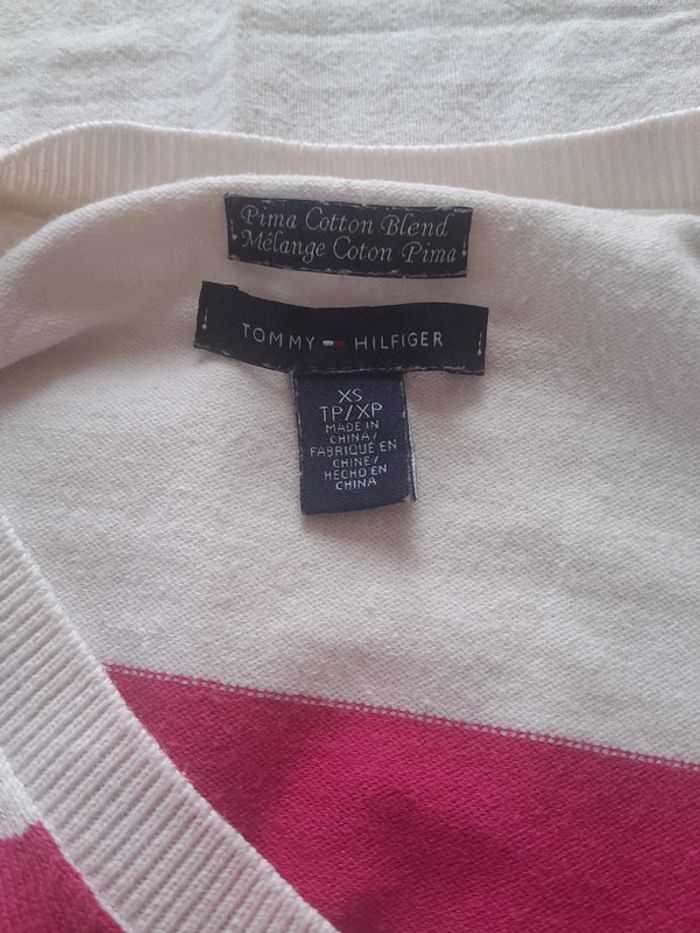 Pima Cotton Blend
Mélange Coton Pima
TOMMY HILFIGER
XS
TP/XP
MADE IN
CHINA/
FABRIQUÉ EN
CHINE/
HECHO EN
CHINA